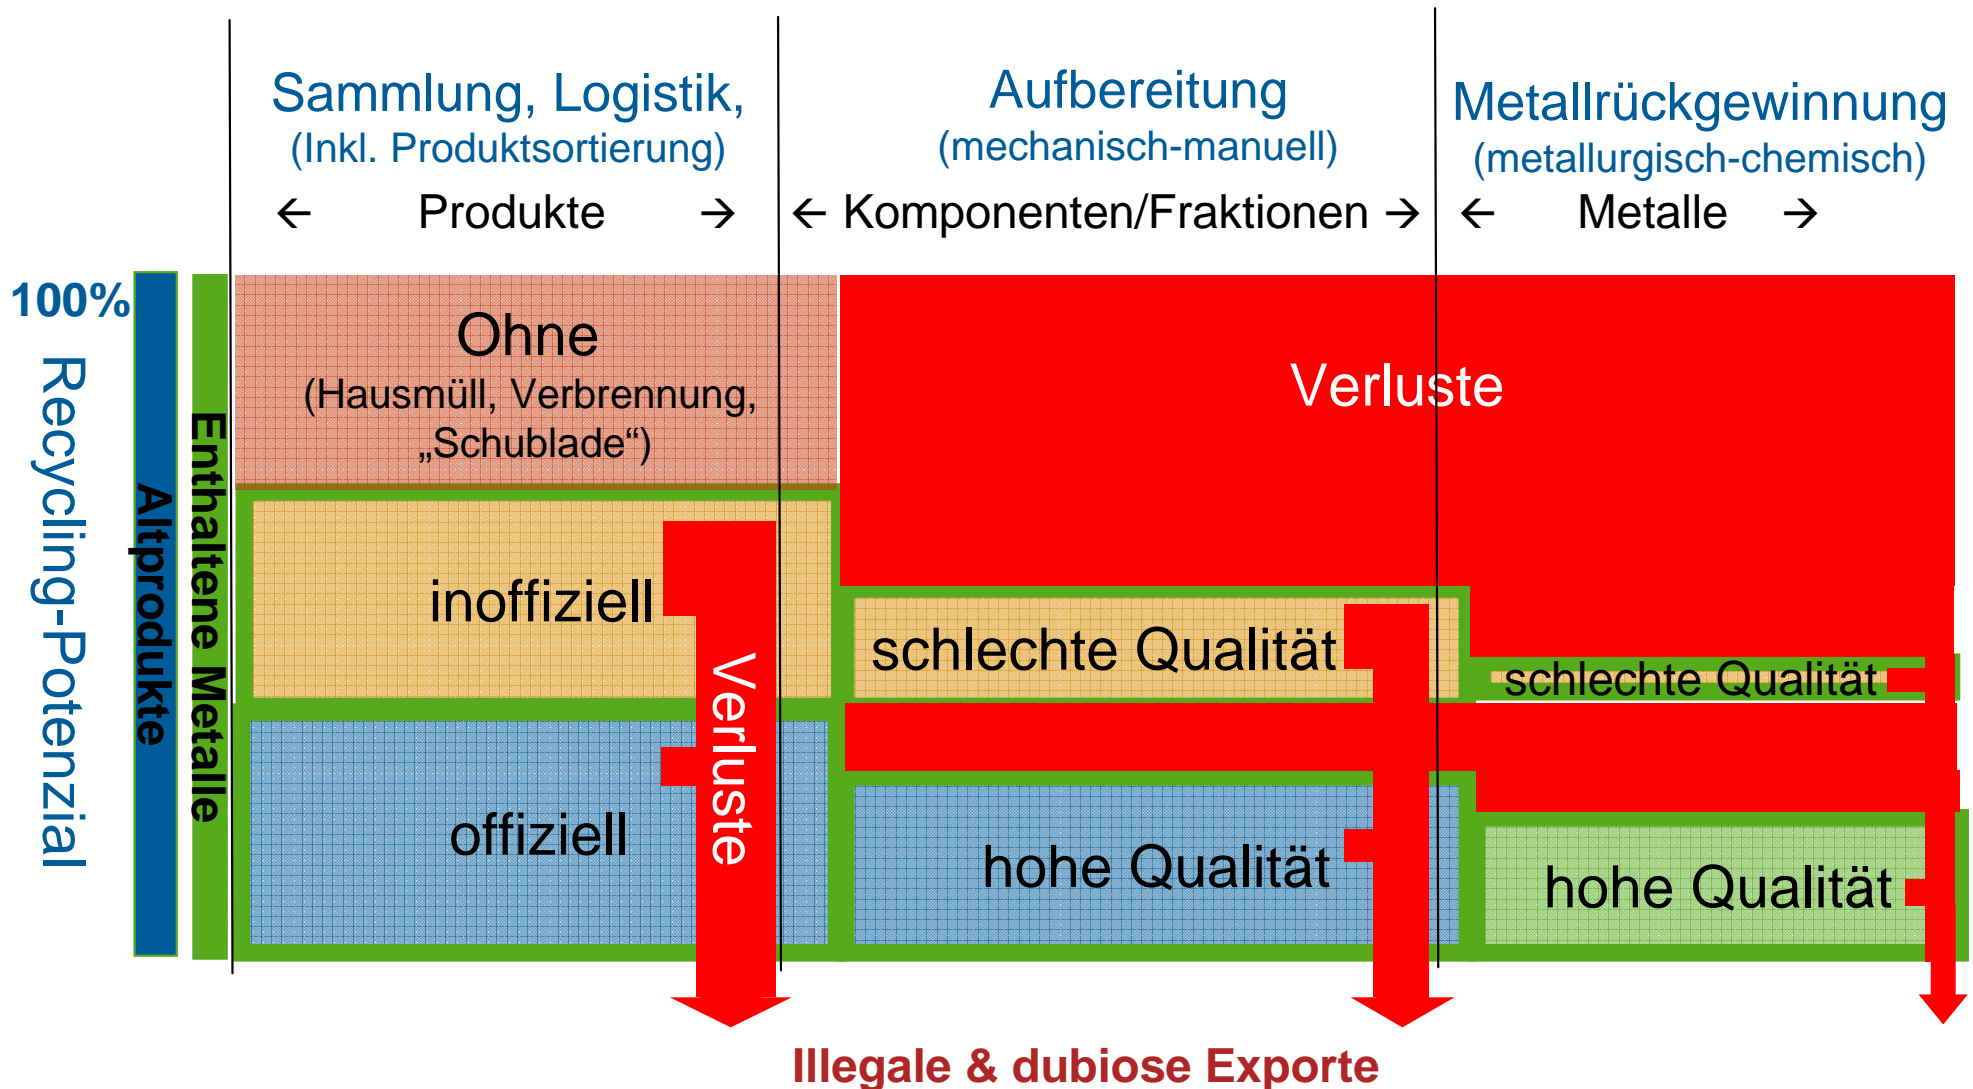 Sammlung, Logistik,
(Inkl. Produktsortierung)
← Produkte →
Aufbereitung
(mechanisch-manuell)
← Komponenten/Fraktionen →
Metallrückgewinnung
(metallurgisch-chemisch)
← Metalle →
100%
Recycling-Potenzial
Altprodukte
Enthaltene Metalle
Ohne
(Hausmüll, Verbrennung,
„Schublade“)
Verluste
inoffiziell
schlechte Qualität
schlechte Qualität
Verluste
offiziell
hohe Qualität
hohe Qualität
Illegale & dubiose Exporte